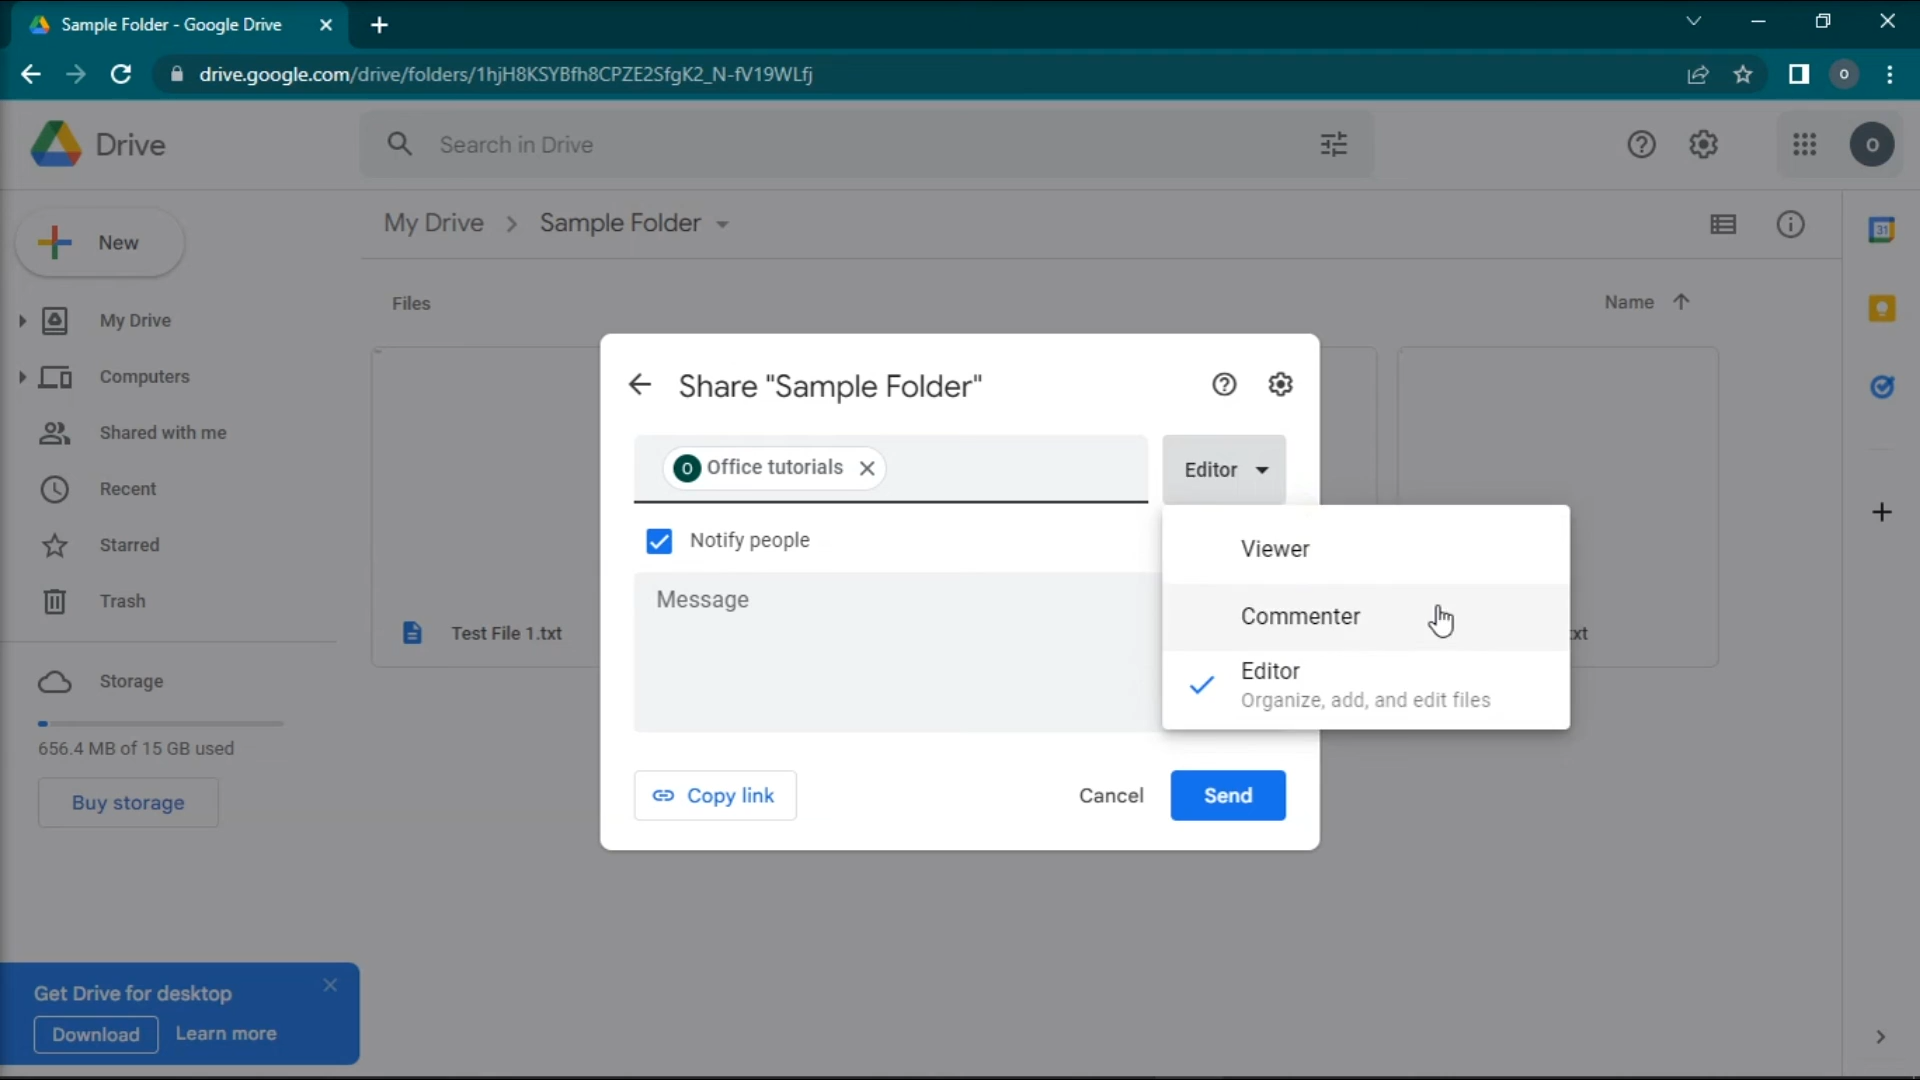 Sample Folder - Google Drive
drive.google.com/drive/folders/1hjH8KSYBfh8CPZE2SfgK2_N-fV19WLfj
O
Drive
Search in Drive
O
New
My Drive > Sample Folder
31
My Drive
Computers
Shared with me
Recent
Starred
Trash
Storage
656.4 MB of 15 GB used
Buy storage
Files
Name
Test File 1.txt
xt
Share "Sample Folder"
O Office tutorials
Editor
Notify people
Message
Viewer
Commenter
Editor
Organize, add, and edit files
Copy link
Cancel
Send
Get Drive for desktop
Download
Learn more